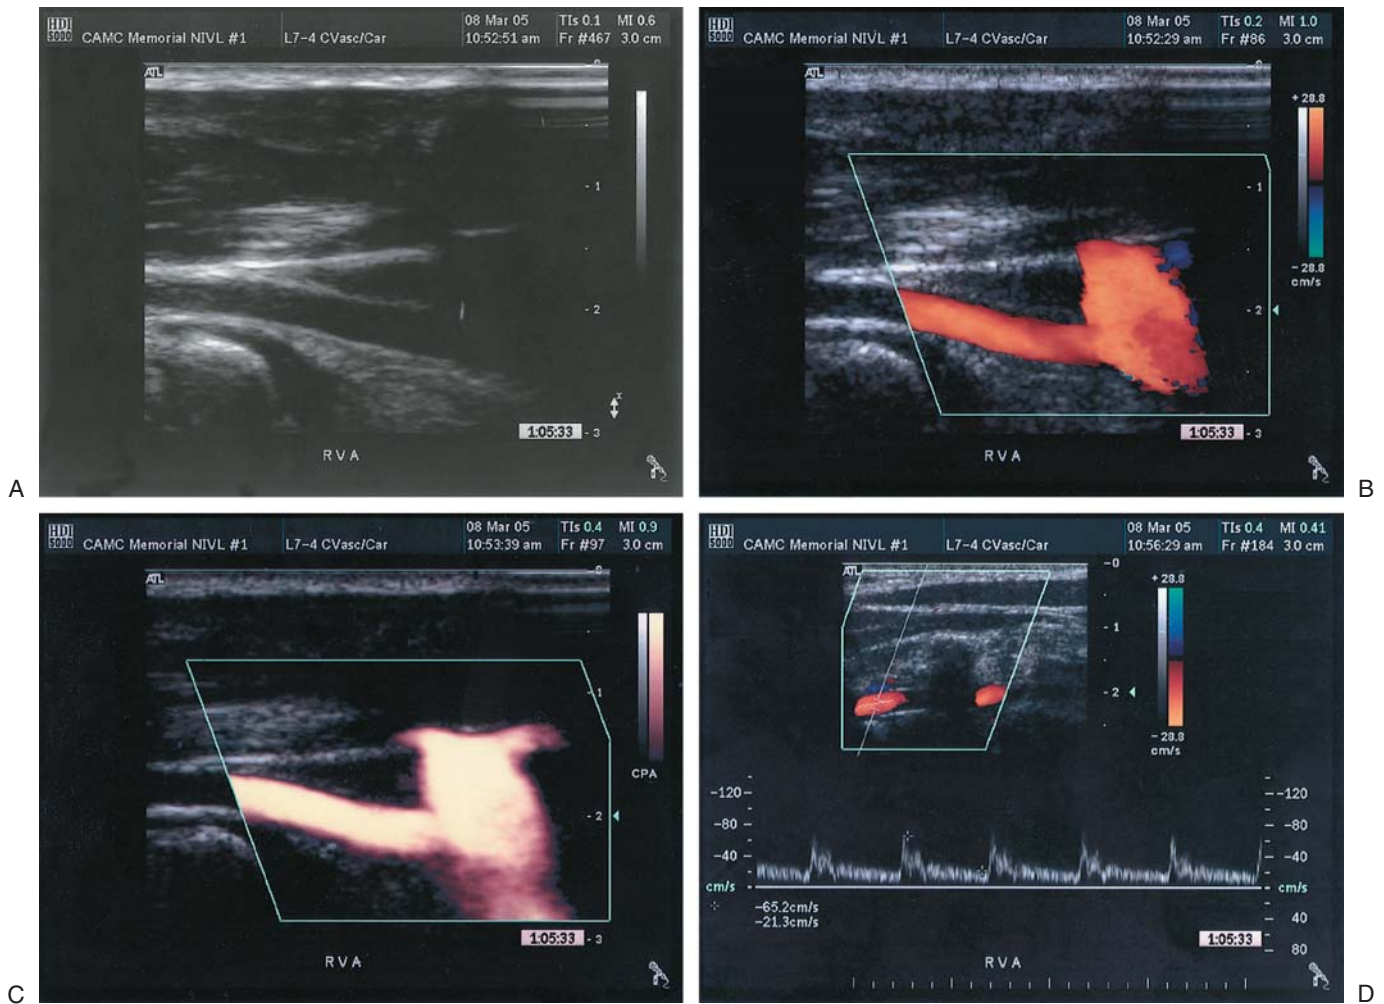 A
HDI 5000
CAMC Memorial NIVL #1
L7-4 CVasc/Car
08 Mar 05
10:52:51 am
TIs 0.1 MI 0.6
Fr #467 3.0 cm
ATL
0
1
2
3
x
1:05:33
RVA
B
HDI 5000
CAMC Memorial NIVL #1
L7-4 CVasc/Car
08 Mar 05
10:52:29 am
TIs 0.2 MI 1.0
Fr #86 3.0 cm
ATL
0
+ 28.8
1
- 28.8
cm/s
2
3
1:05:33
RVA
C
HDI 5000
CAMC Memorial NIVL #1
L7-4 CVasc/Car
08 Mar 05
10:53:39 am
TIs 0.4 MI 0.9
Fr #97 3.0 cm
ATL
0
1
CPA
2
3
1:05:33
RVA
D
HDI 5000
CAMC Memorial NIVL #1
L7-4 CVasc/Car
08 Mar 05
10:56:29 am
TIs 0.4 MI 0.41
Fr #184 3.0 cm
ATL
0
+ 28.8
1
2
- 28.8
cm/s
-120 -120
-80 -80
-40 -40
cm/s cm/s
-65.2cm/s
-21.3cm/s
40
80
1:05:33
RVA